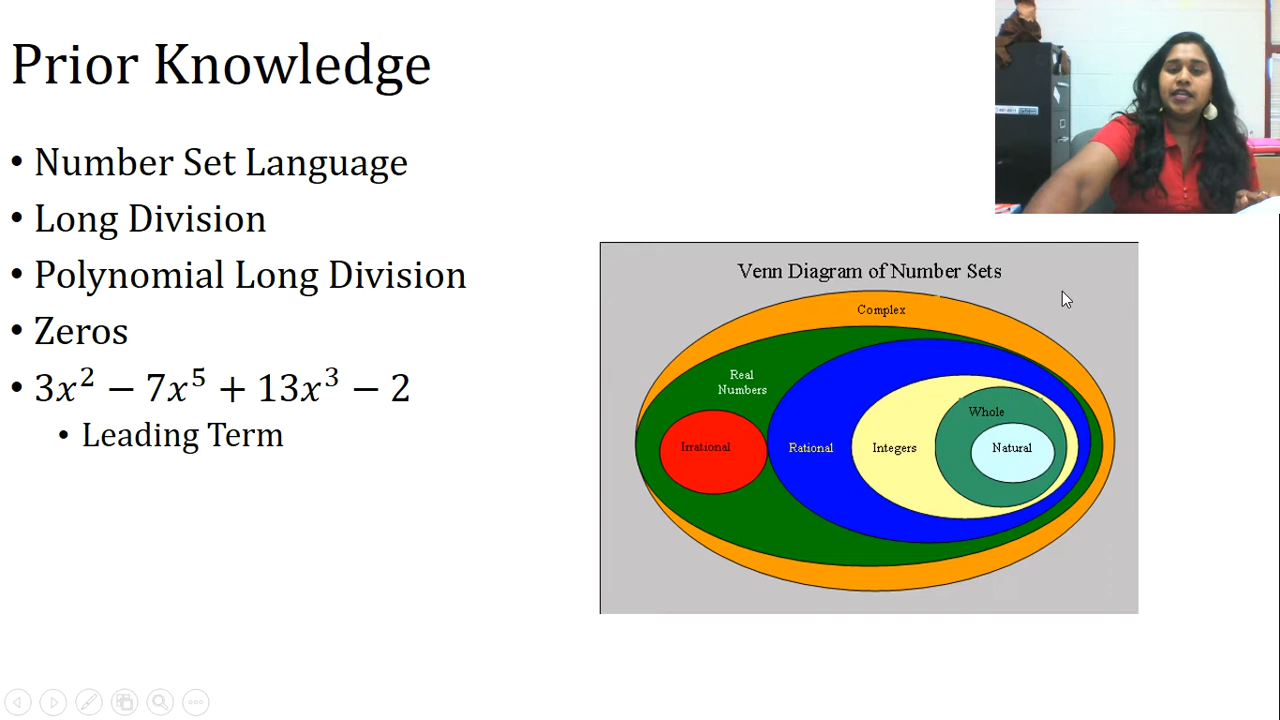 Prior Knowledge
• Number Set Language
• Long Division
• Polynomial Long Division
• Zeros
• 3x² − 7x⁵ + 13x³ − 2
• Leading Term
Venn Diagram of Number Sets
Complex
Real
Numbers
Whole
Irrational
Rational
Integers
Natural